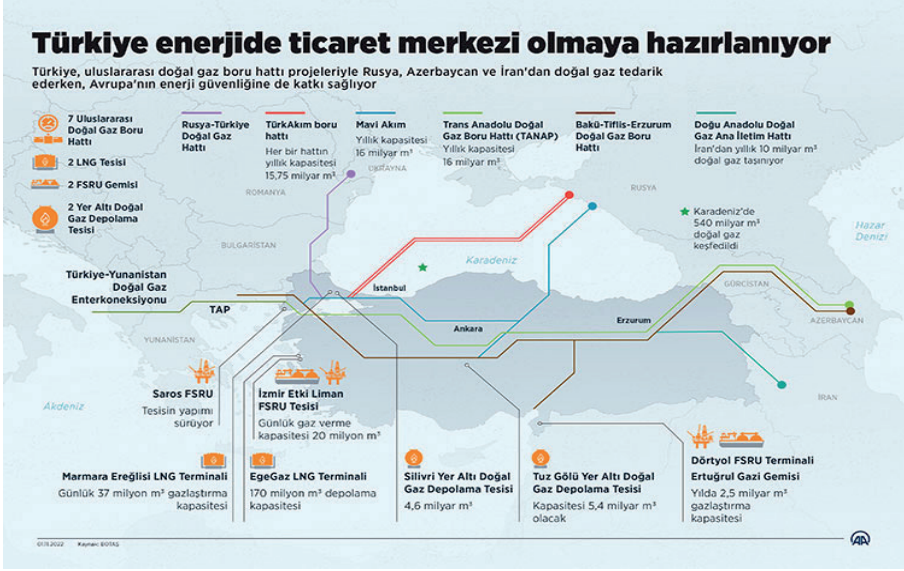 Türkiye enerjide ticaret merkezi olmaya hazırlanıyor
Türkiye, uluslararası doğal gaz boru hattı projeleriyle Rusya, Azerbaycan ve İran'dan doğal gaz tedarik
ederken, Avrupa'nın enerji güvenliğine de katkı sağlıyor
7 Uluslararası
Doğal Gaz Boru
Hattı
2 LNG Tesisi
2 FSRU Gemisi
2 Yer Altı Doğal
Gaz Depolama
Tesisi
Rusya-Türkiye
Doğal Gaz
Hattı
TürkAkım boru
hattı
Her bir hattın
yıllık kapasitesi
15,75 milyar m³
Mavi Akım
Yıllık kapasitesi
16 milyar m³
Trans Anadolu Doğal
Gaz Boru Hattı (TANAP)
Yıllık kapasitesi
16 milyar m³
Bakü-Tiflis-Erzurum
Doğal Gaz Boru
Hattı
Doğu Anadolu Doğal
Gaz Ana İletim Hattı
İran'dan yıllık 10 milyar m³
doğal gaz taşınıyor
UKRAYNA
ROMANYA
RUSYA
Karadeniz'de
540 milyar m³
doğal gaz
keşfedildi
Hazar
Denizi
BULGARİSTAN
Karadeniz
Türkiye-Yunanistan
Doğal Gaz
Enterkoneksiyonu
İstanbul
GÜRCİSTAN
TAP
Ankara
Erzurum
AZERBAYCAN
YUNANİSTAN
İRAN
Akdeniz
Saros FSRU
Tesisin yapımı
sürüyor
İzmir Etki Liman
FSRU Tesisi
Günlük gaz verme
kapasitesi 20 milyon m³
Marmara Ereğlisi LNG Terminali
Günlük 37 milyon m³ gazlaştırma
kapasitesi
EgeGaz LNG Terminali
170 milyon m³ depolama
kapasitesi
Silivri Yer Altı Doğal
Gaz Depolama Tesisi
4,6 milyar m³
Tuz Gölü Yer Altı Doğal
Gaz Depolama Tesisi
Kapasitesi 5,4 milyar m³
olacak
Dörtyol FSRU Terminali
Ertuğrul Gazi Gemisi
Yılda 2,5 milyar m³
gazlaştırma
kapasitesi
01.11.2022
Kaynak: BOTAŞ
AA